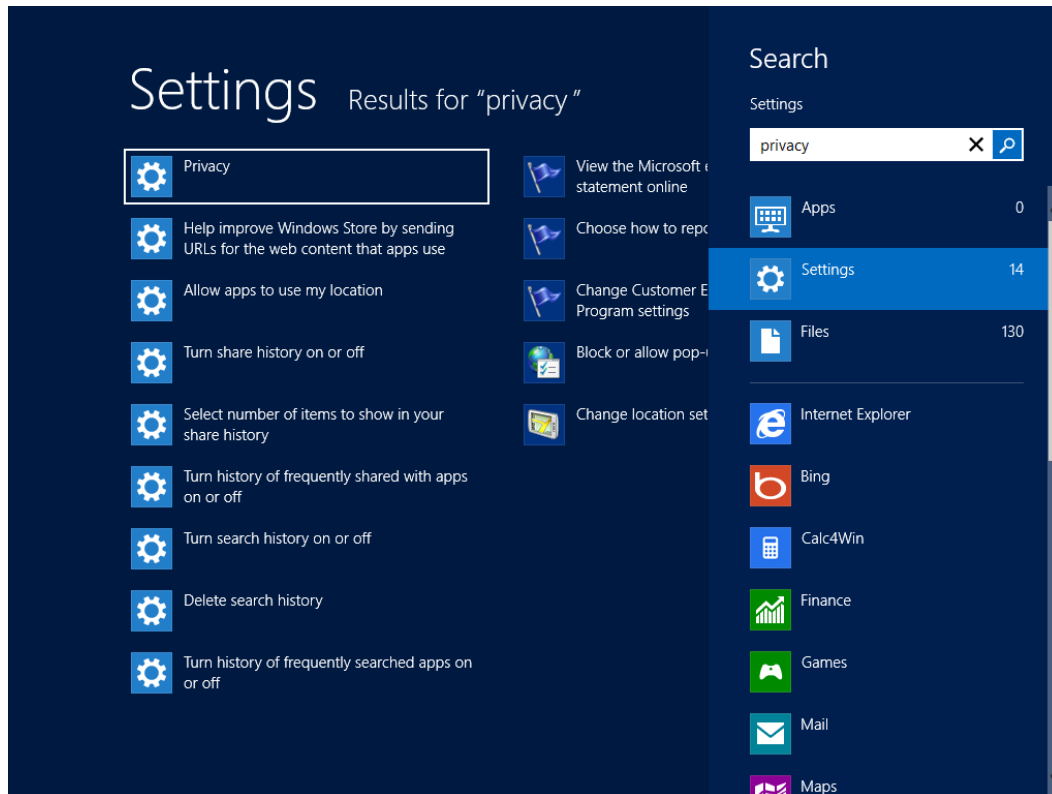 Settings Results for “privacy”
Privacy
Help improve Windows Store by sending
URLs for the web content that apps use
Allow apps to use my location
Turn share history on or off
Select number of items to show in your
share history
Turn history of frequently shared with apps
on or off
Turn search history on or off
Delete search history
Turn history of frequently searched apps on
or off
View the Microsoft
statement online
Choose how to
Change Customer
Program settings
Block or allow
Change location
Search
Settings
privacy
Apps 0
Settings 14
Files 130
Internet Explorer
Bing
Calc4Win
Finance
Games
Mail
Maps